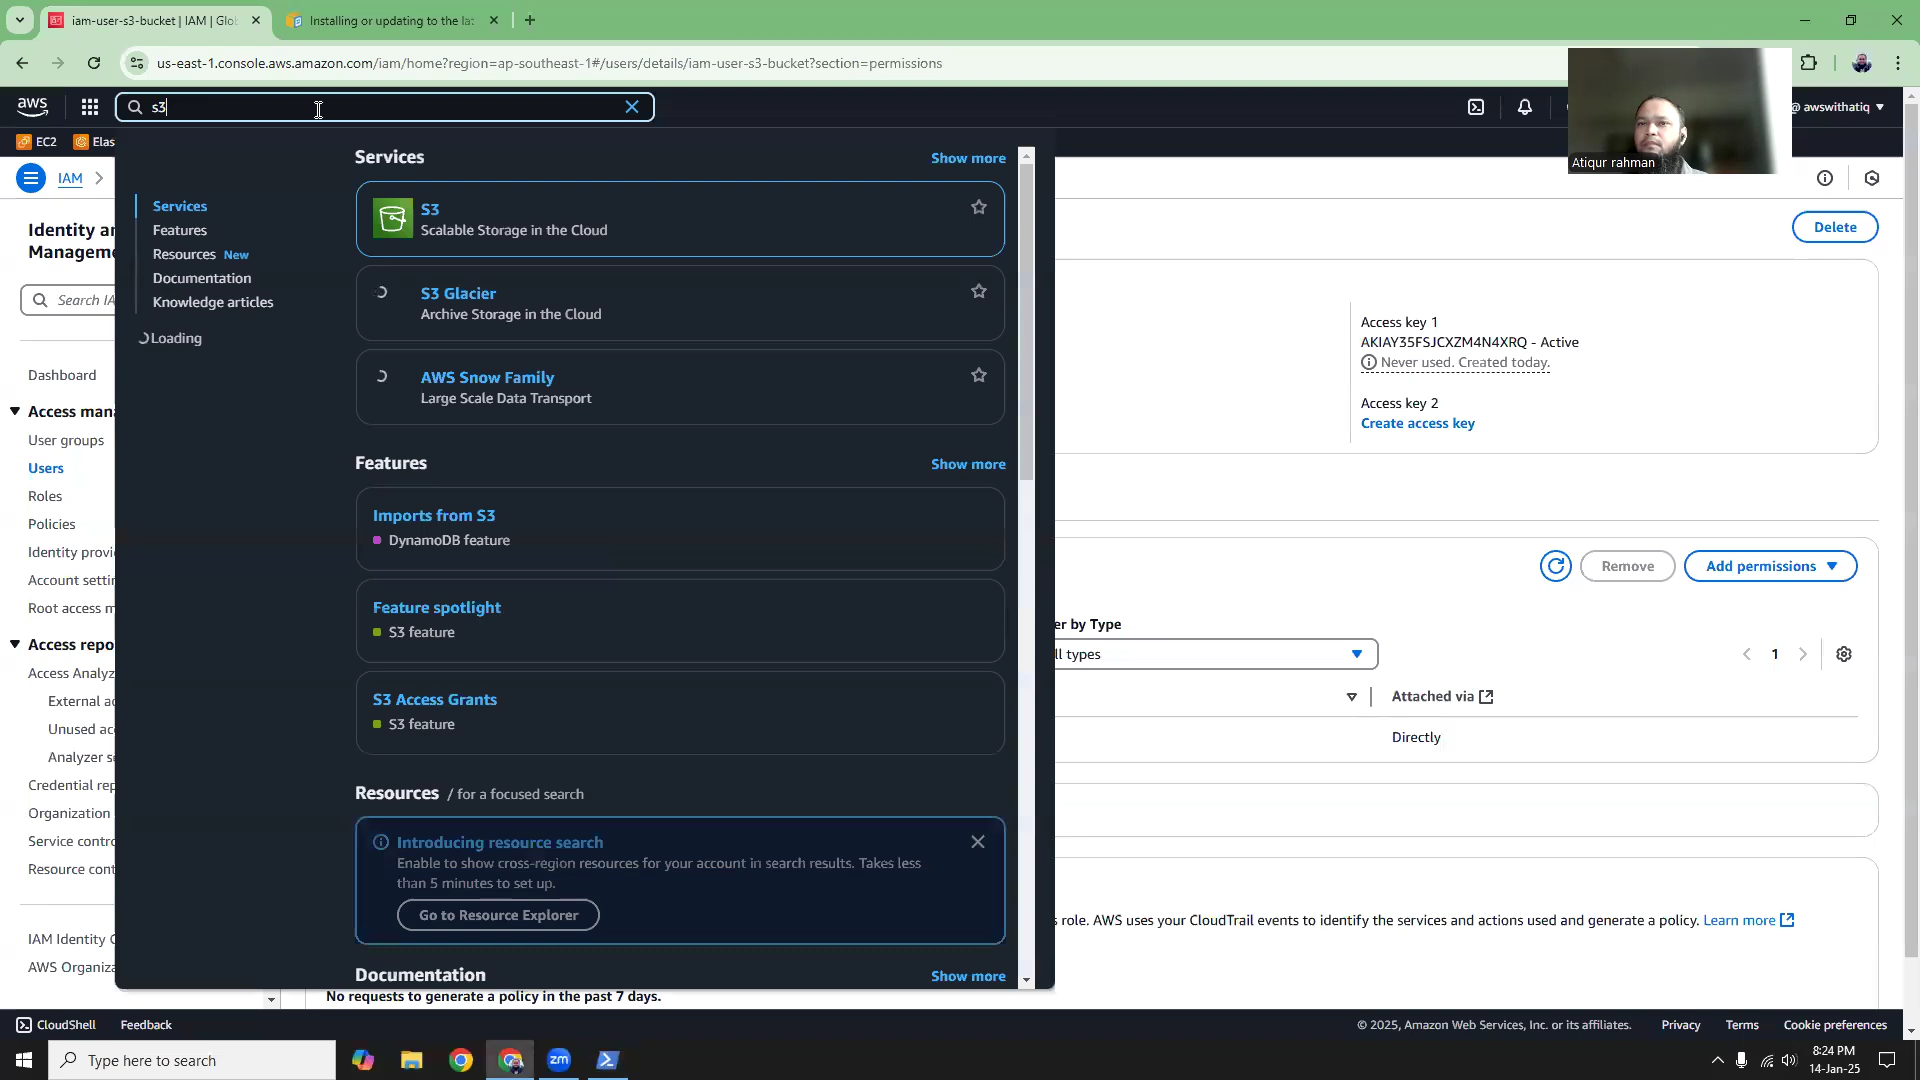 iam-user-s3-bucket | IAM | Glo
Installing or updating to the lat
us-east-1.console.aws.amazon.com/iam/home?region=ap-southeast-1#/users/details/iam-user-s3-bucket?section=permissions
aws
s3
@ awswithatiq
EC2
Elas
Atiqur rahman
IAM
Services
Features
Resources New
Documentation
Knowledge articles
Loading
Services
Show more
S3
Scalable Storage in the Cloud
S3 Glacier
Archive Storage in the Cloud
AWS Snow Family
Large Scale Data Transport
Features
Show more
Imports from S3
DynamoDB feature
Feature spotlight
S3 feature
S3 Access Grants
S3 feature
Resources / for a focused search
Introducing resource search
Enable to show cross-region resources for your account in search results. Takes less
than 5 minutes to set up.
Go to Resource Explorer
Documentation
Show more
Identity an
Management
Search IA
Dashboard
Access mana
User groups
Users
Roles
Policies
Identity provi
Account settin
Root access m
Access repo
Access Analyz
External ac
Unused acc
Analyzer se
Credential rep
Organization
Service contro
Resource cont
IAM Identity C
AWS Organiza
Delete
Access key 1
AKIAY35FSJCXZM4N4XRQ - Active
Never used. Created today.
Access key 2
Create access key
Remove
Add permissions
er by Type
ll types
1
Attached via
Directly
s role. AWS uses your CloudTrail events to identify the services and actions used and generate a policy. Learn more
No requests to generate a policy in the past 7 days.
CloudShell
Feedback
© 2025, Amazon Web Services, Inc. or its affiliates.
Privacy
Terms
Cookie preferences
Type here to search
zm
8:24 PM
14-Jan-25